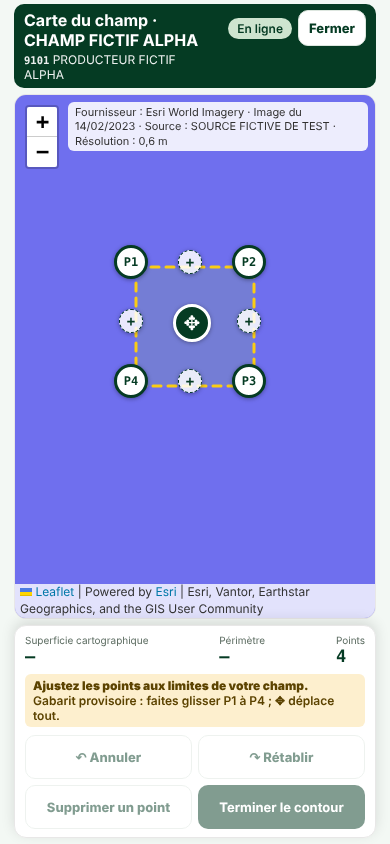 Carte du champ ·
CHAMP FICTIF ALPHA
9101 PRODUCTEUR FICTIF
ALPHA
En ligne
Fermer
+
−
Fournisseur : Esri World Imagery · Image du
14/02/2023 · Source : SOURCE FICTIVE DE TEST ·
Résolution : 0,6 m
P1
+
P2
+
✥
+
P4
+
P3
Leaflet | Powered by Esri | Esri, Vantor, Earthstar
Geographics, and the GIS User Community
Superficie cartographique
Périmètre
Points
–
–
4
Ajustez les points aux limites de votre champ.
Gabarit provisoire : faites glisser P1 à P4 ; ✥ déplace
tout.
↶ Annuler
↷ Rétablir
Supprimer un point
Terminer le contour